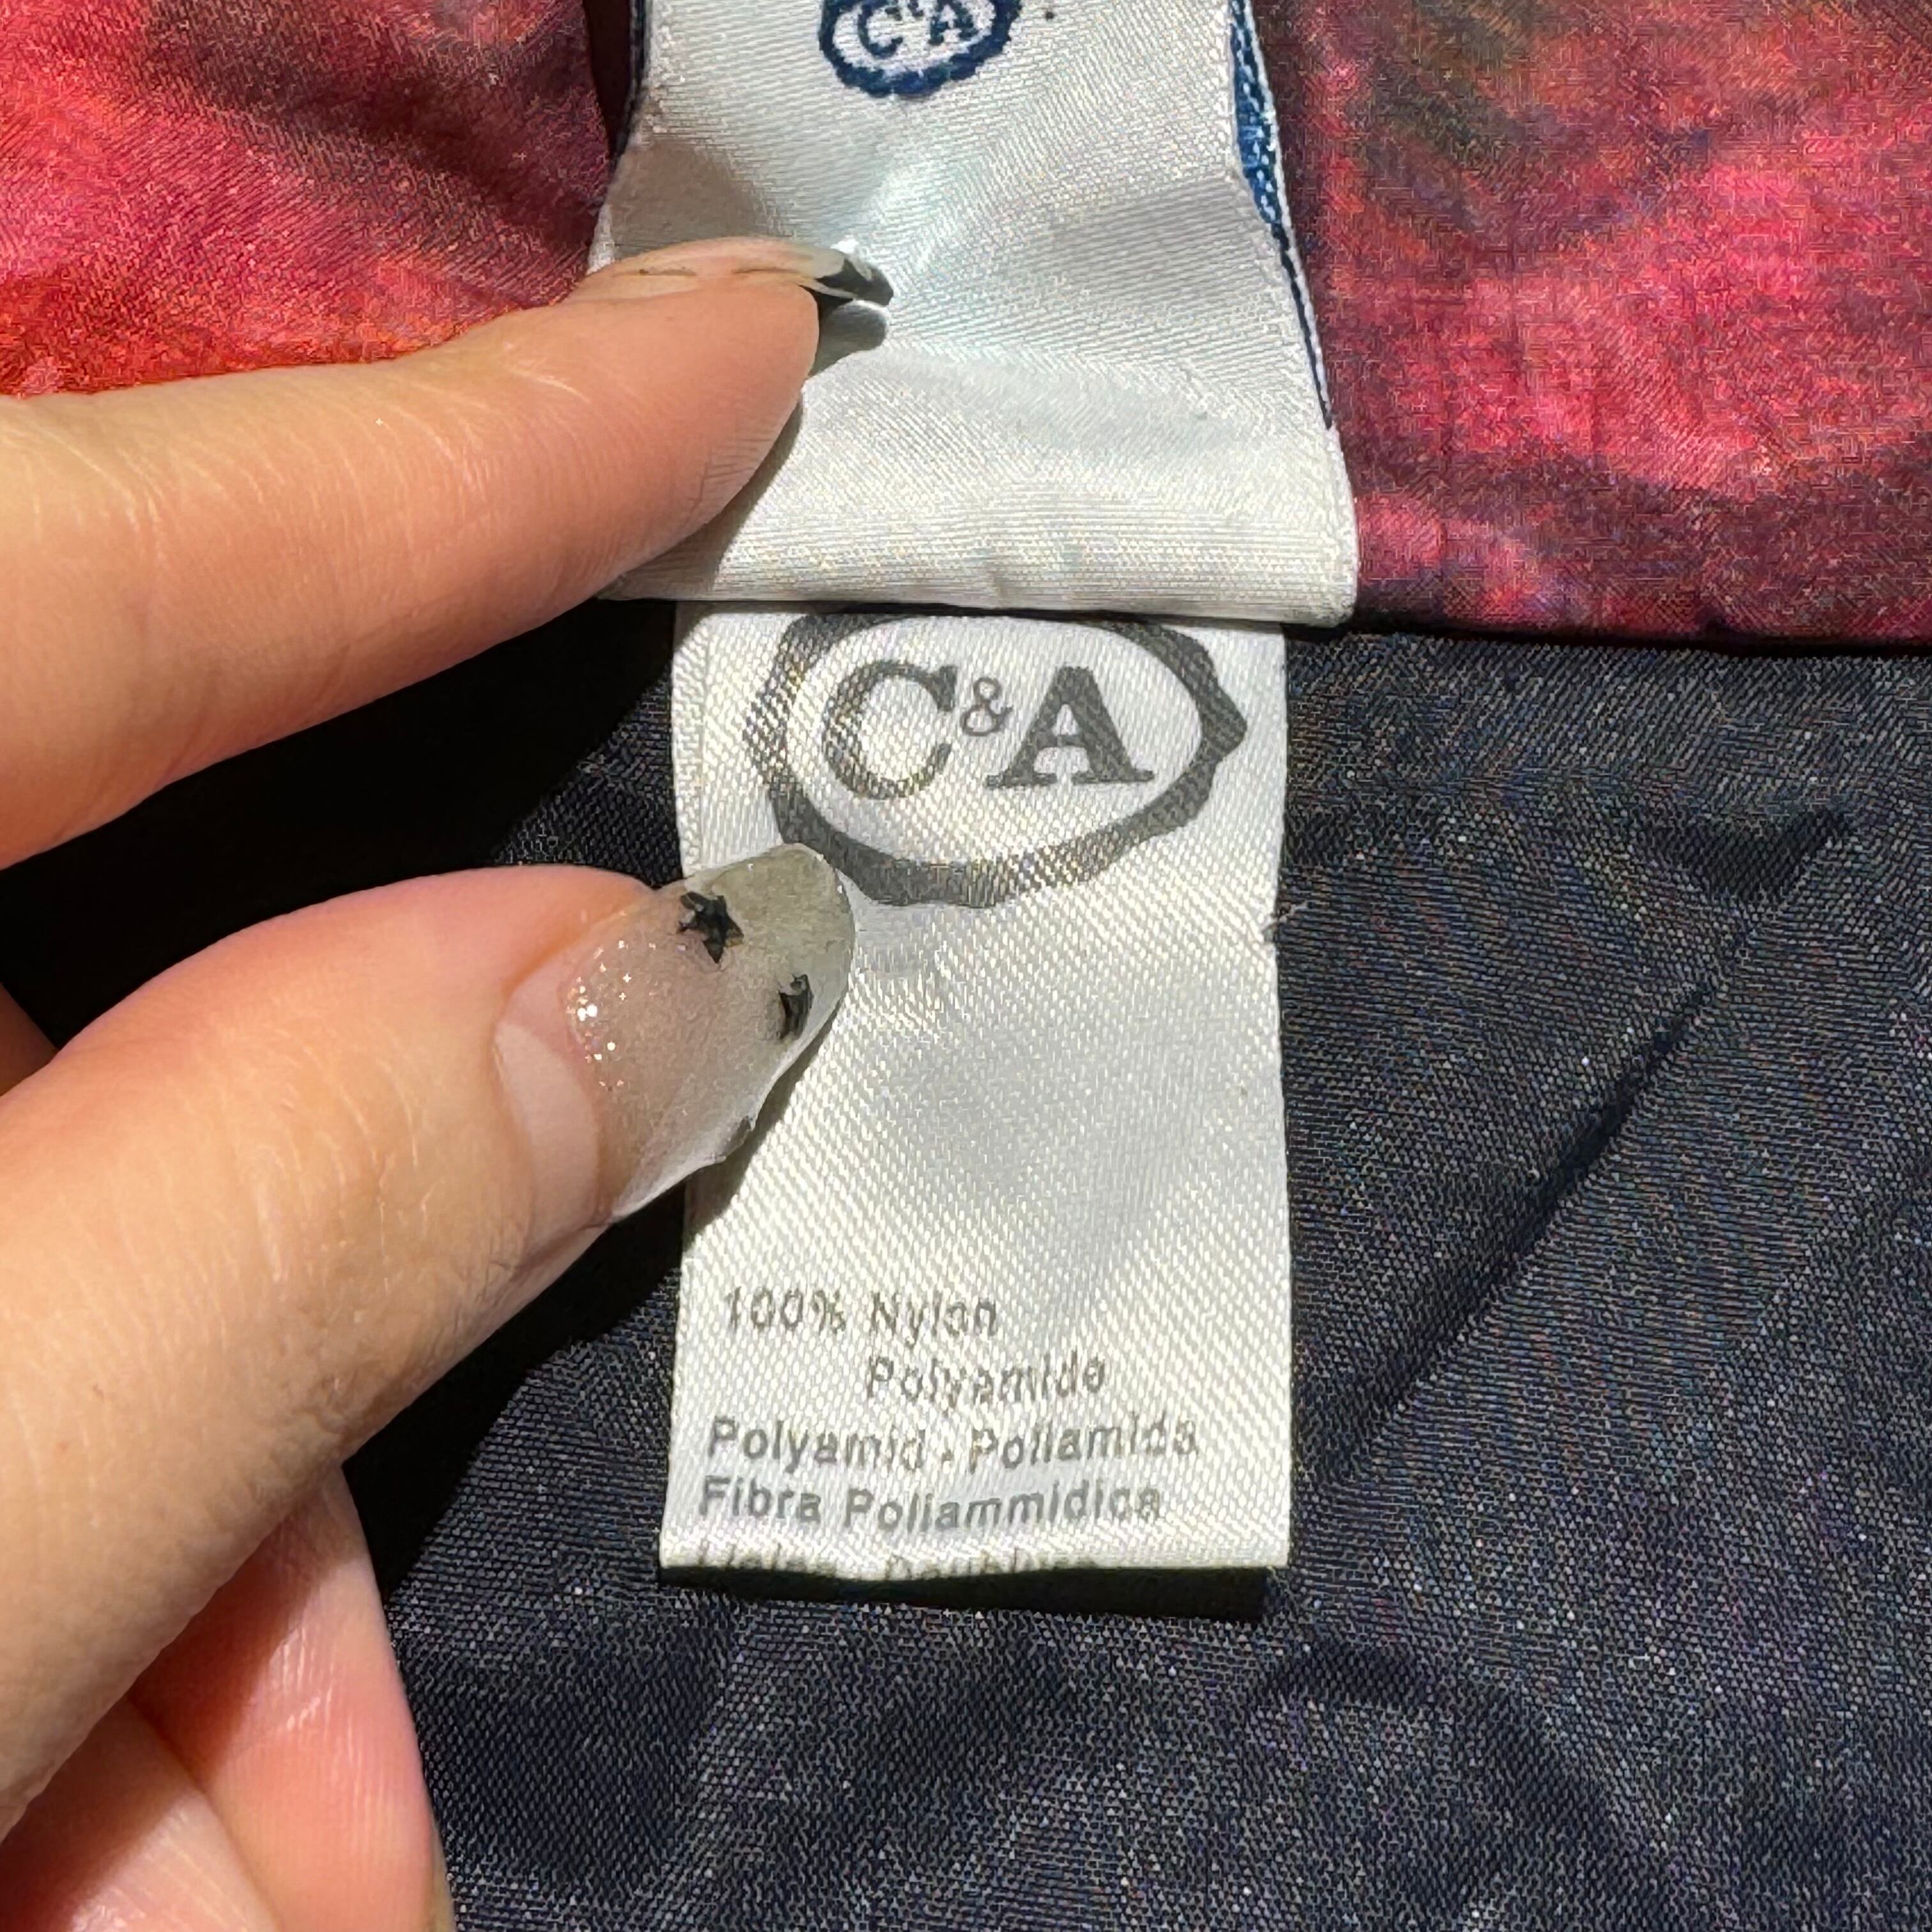 C&A
C&A
100% Nylon
Polyamide
Polyamid - Poliamida
Fibra Poliammidica